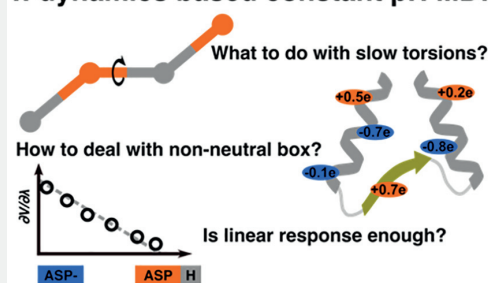 What to do with slow torsions?
+0.5e
+0.2e
-0.7e
-0.8e
-0.1e
+0.7e
How to deal with non-neutral box?
∂V/∂λ
Is linear response enough?
ASP-
ASP H